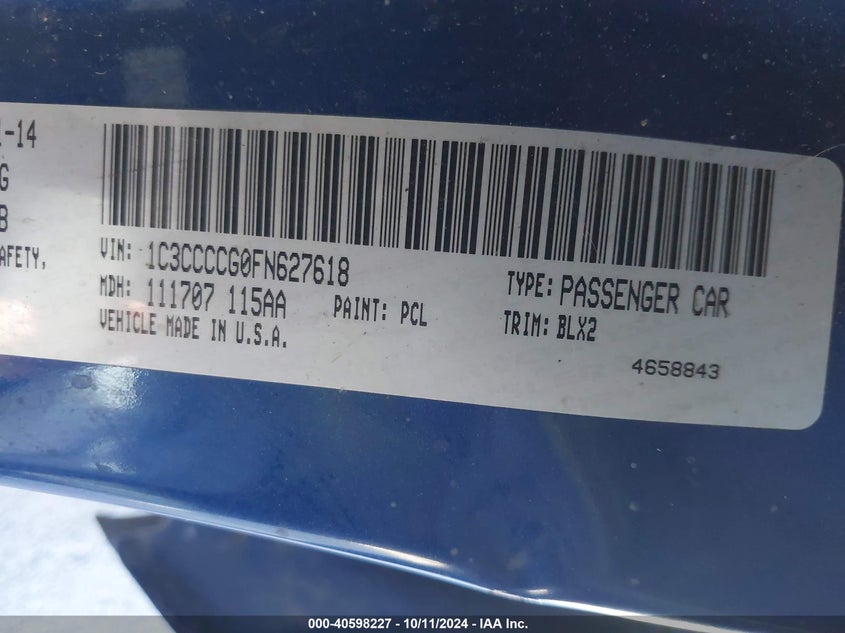 1-14
G
B
AFETY,
VIN: 1C3CCCCG0FN627618
TYPE: PASSENGER CAR
MDH: 111707 115AA
PAINT: PCL
TRIM: BLX2
VEHICLE MADE IN U.S.A.
4658843
000-40598227 - 10/11/2024 - IAA Inc.